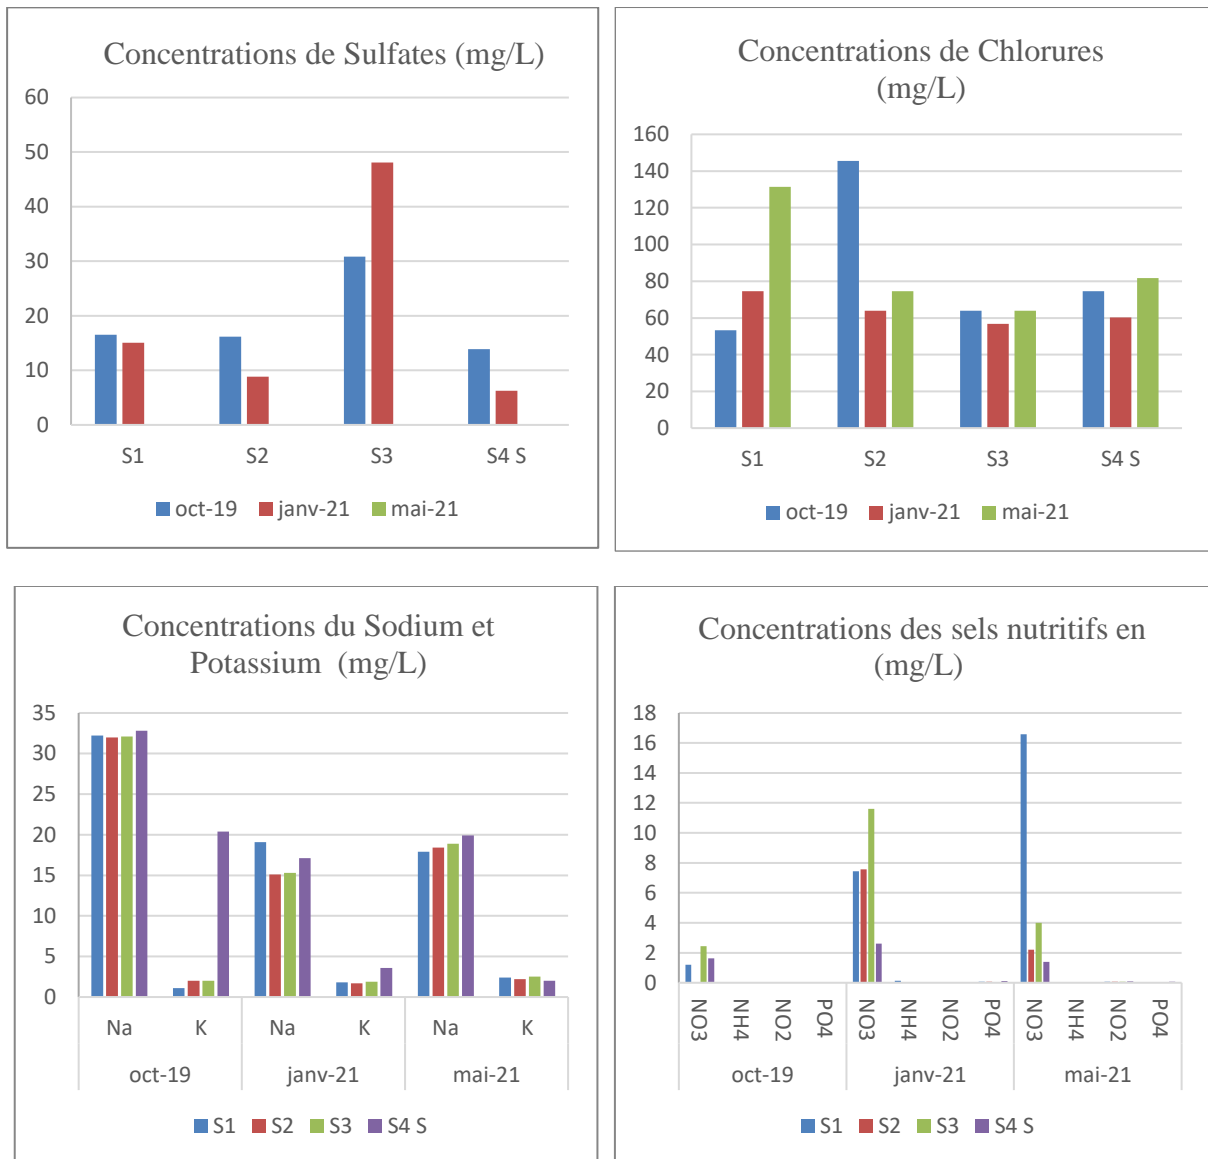 Concentrations de Sulfates (mg/L)
60
50
40
30
20
10
0
S1 S2 S3 S4 S
oct-19 janv-21 mai-21
Concentrations de Chlorures
(mg/L)
160
140
120
100
80
60
40
20
0
S1 S2 S3 S4 S
oct-19 janv-21 mai-21
Concentrations du Sodium et
Potassium (mg/L)
35
30
25
20
15
10
5
0
Na K Na K Na K
oct-19 janv-21 mai-21
S1 S2 S3 S4 S
Concentrations des sels nutritifs en
(mg/L)
18
16
14
12
10
8
6
4
2
0
NO3 NH4 NO2 PO4 NO3 NH4 NO2 PO4 NO3 NH4 NO2 PO4
oct-19 janv-21 mai-21
S1 S2 S3 S4 S